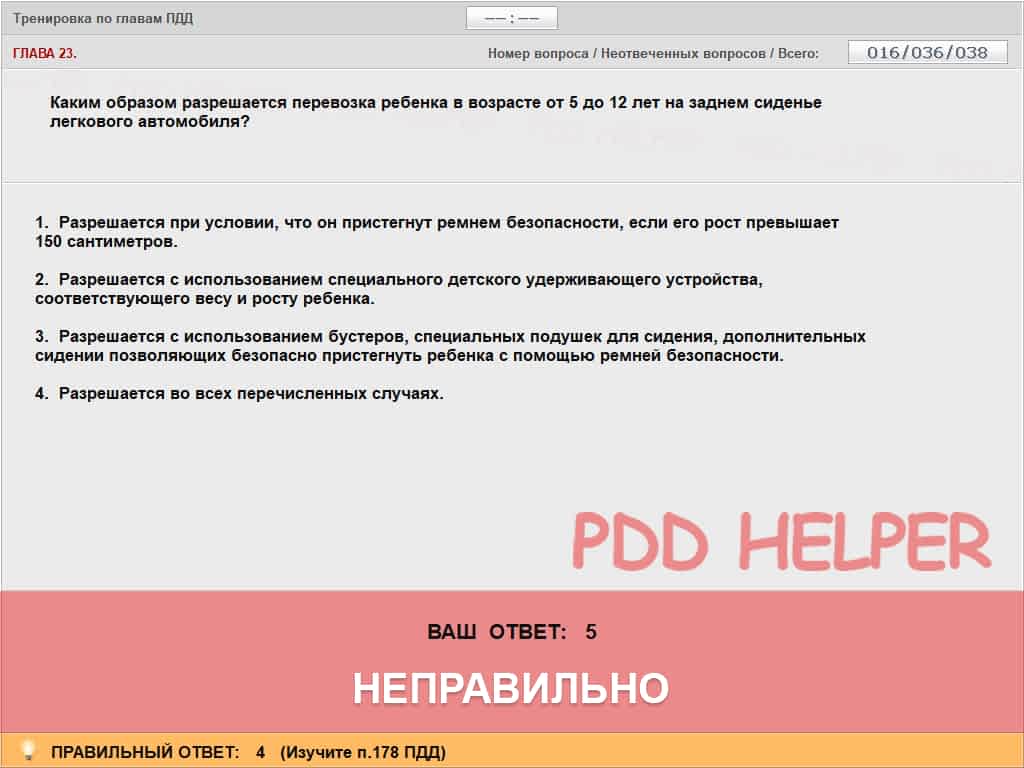 Тренировка по главам ПДД
—— : ——
ГЛАВА 23.
Номер вопроса / Неотвеченных вопросов / Всего:
016/036/038
Каким образом разрешается перевозка ребенка в возрасте от 5 до 12 лет на заднем сиденье
легкового автомобиля?
1. Разрешается при условии, что он пристегнут ремнем безопасности, если его рост превышает
150 сантиметров.
2. Разрешается с использованием специального детского удерживающего устройства,
соответствующего весу и росту ребенка.
3. Разрешается с использованием бустеров, специальных подушек для сидения, дополнительных
сидении позволяющих безопасно пристегнуть ребенка с помощью ремней безопасности.
4. Разрешается во всех перечисленных случаях.
PDD HELPER
ВАШ ОТВЕТ: 5
НЕПРАВИЛЬНО
ПРАВИЛЬНЫЙ ОТВЕТ: 4 (Изучите п.178 ПДД)